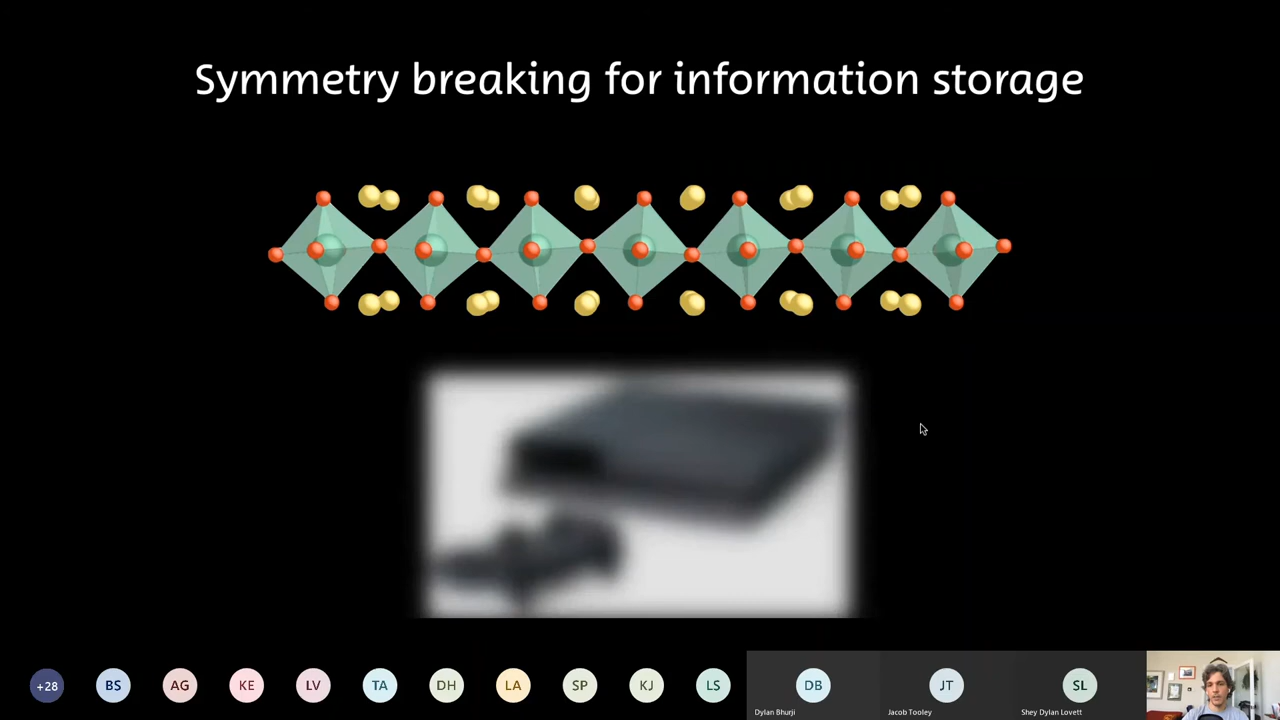 Symmetry breaking for information storage
+28
BS
AG
KE
LV
TA
DH
LA
SP
KJ
LS
DB
Dylan Bhurji
JT
Jacob Tooley
SL
Shey Dylan Lovett